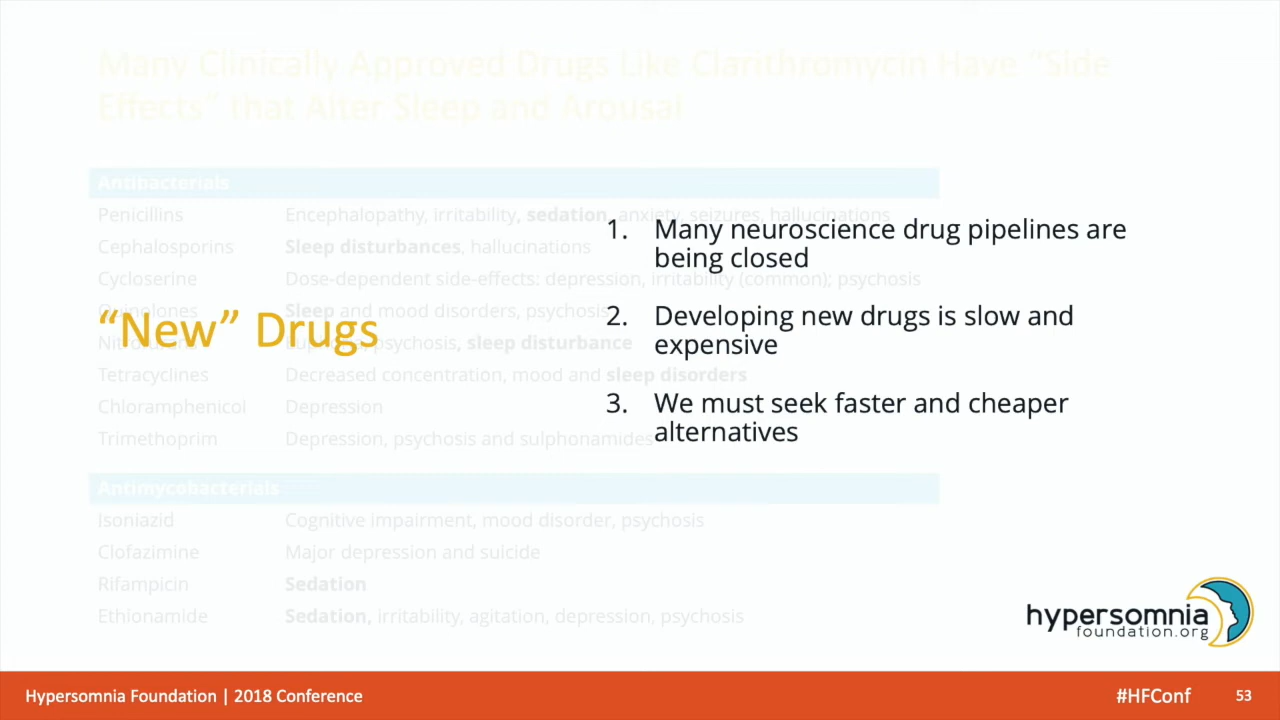 Many Clinically Approved Drugs Like Clarithromycin Have “Side
Effects” that Alter Sleep and Arousal
Antibacterials
Penicillins Encephalopathy, irritability, sedation, anxiety, seizures, hallucinations
Cephalosporins Sleep disturbances, hallucinations
Cycloserine Dose-dependent side-effects: depression, irritability (common); psychosis
Quinolones Sleep and mood disorders, psychosis
psychosis, sleep disturbance
Tetracyclines Decreased concentration, mood and sleep disorders
Chloramphenicol Depression
Trimethoprim Depression, psychosis and sulphonamides
Antimycobacterials
Isoniazid Cognitive impairment, mood disorder, psychosis
Clofazimine Major depression and suicide
Rifampicin Sedation
Ethionamide Sedation, irritability, agitation, depression, psychosis
“New” Drugs
1. Many neuroscience drug pipelines are
being closed
2. Developing new drugs is slow and
expensive
3. We must seek faster and cheaper
alternatives
hypersomnia
foundation.org
Hypersomnia Foundation | 2018 Conference
#HFConf
53